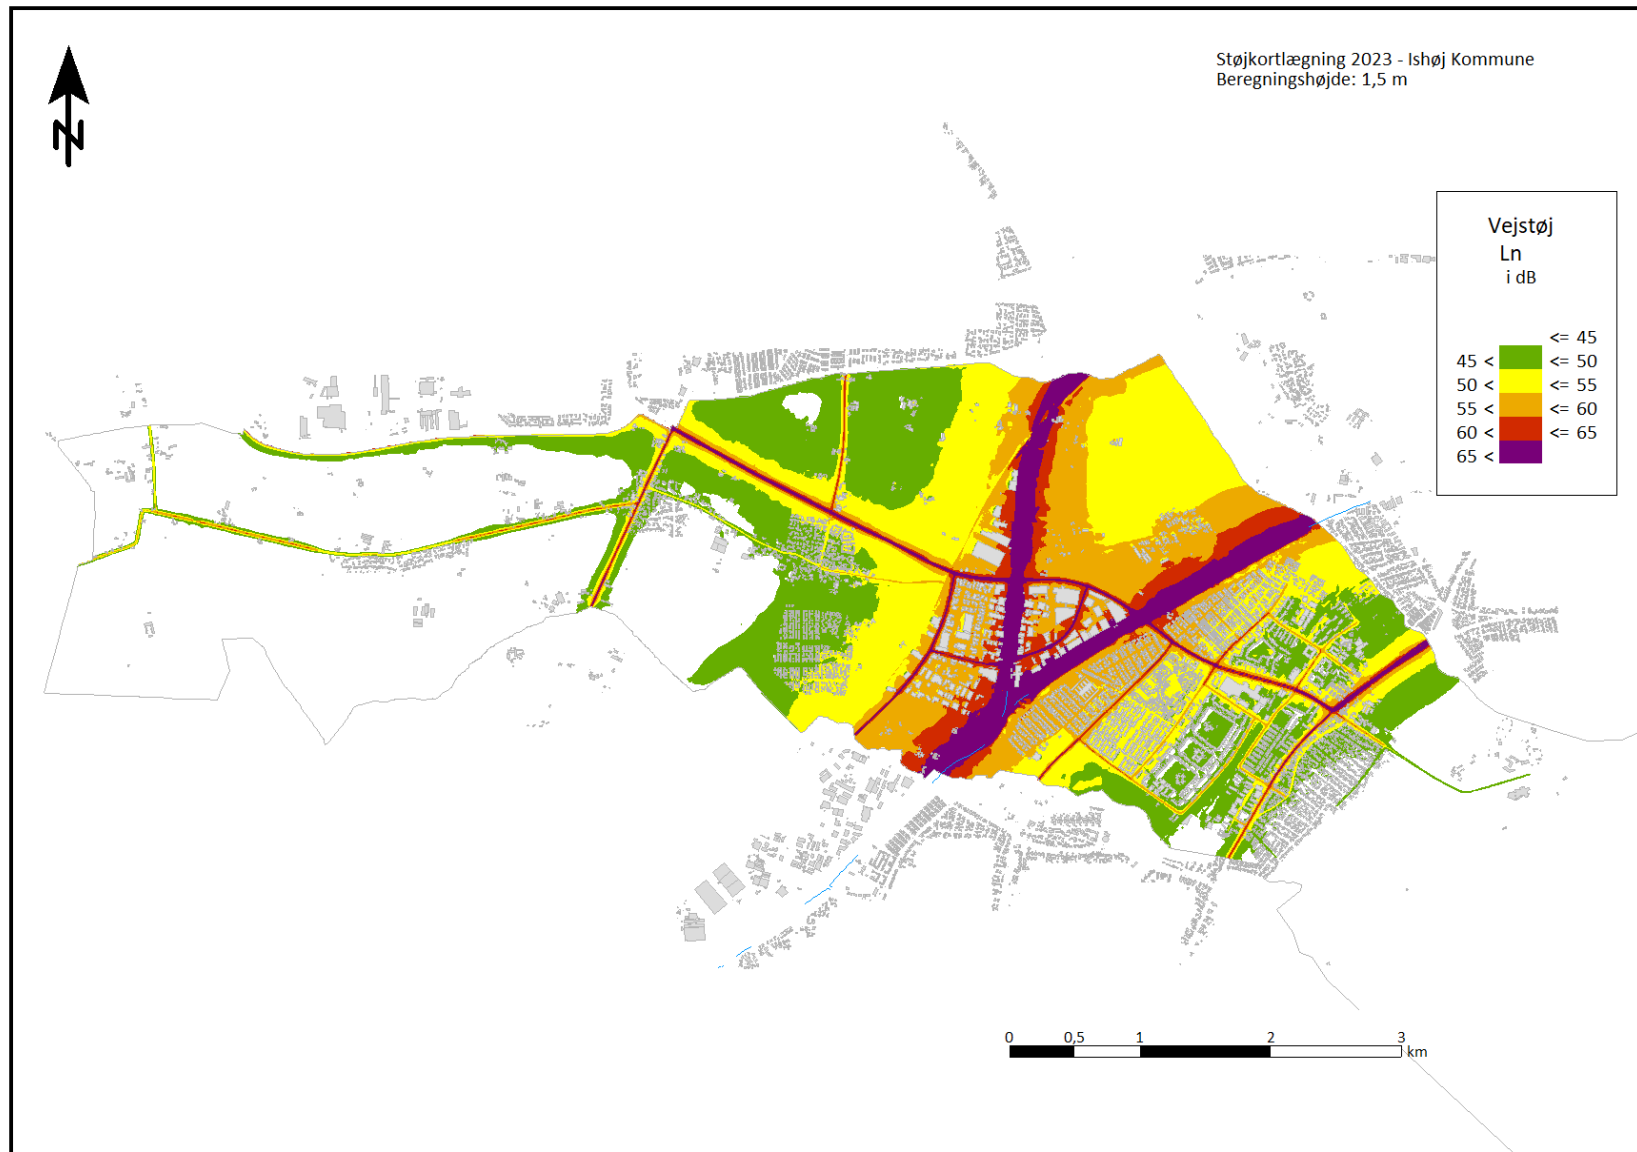 N
Støjkortlægning 2023 - Ishøj Kommune
Beregningshøjde: 1,5 m
Vejstøj
Ln
i dB
<= 45
45 < <= 50
50 < <= 55
55 < <= 60
60 < <= 65
65 <
0 0,5 1 2 3
km